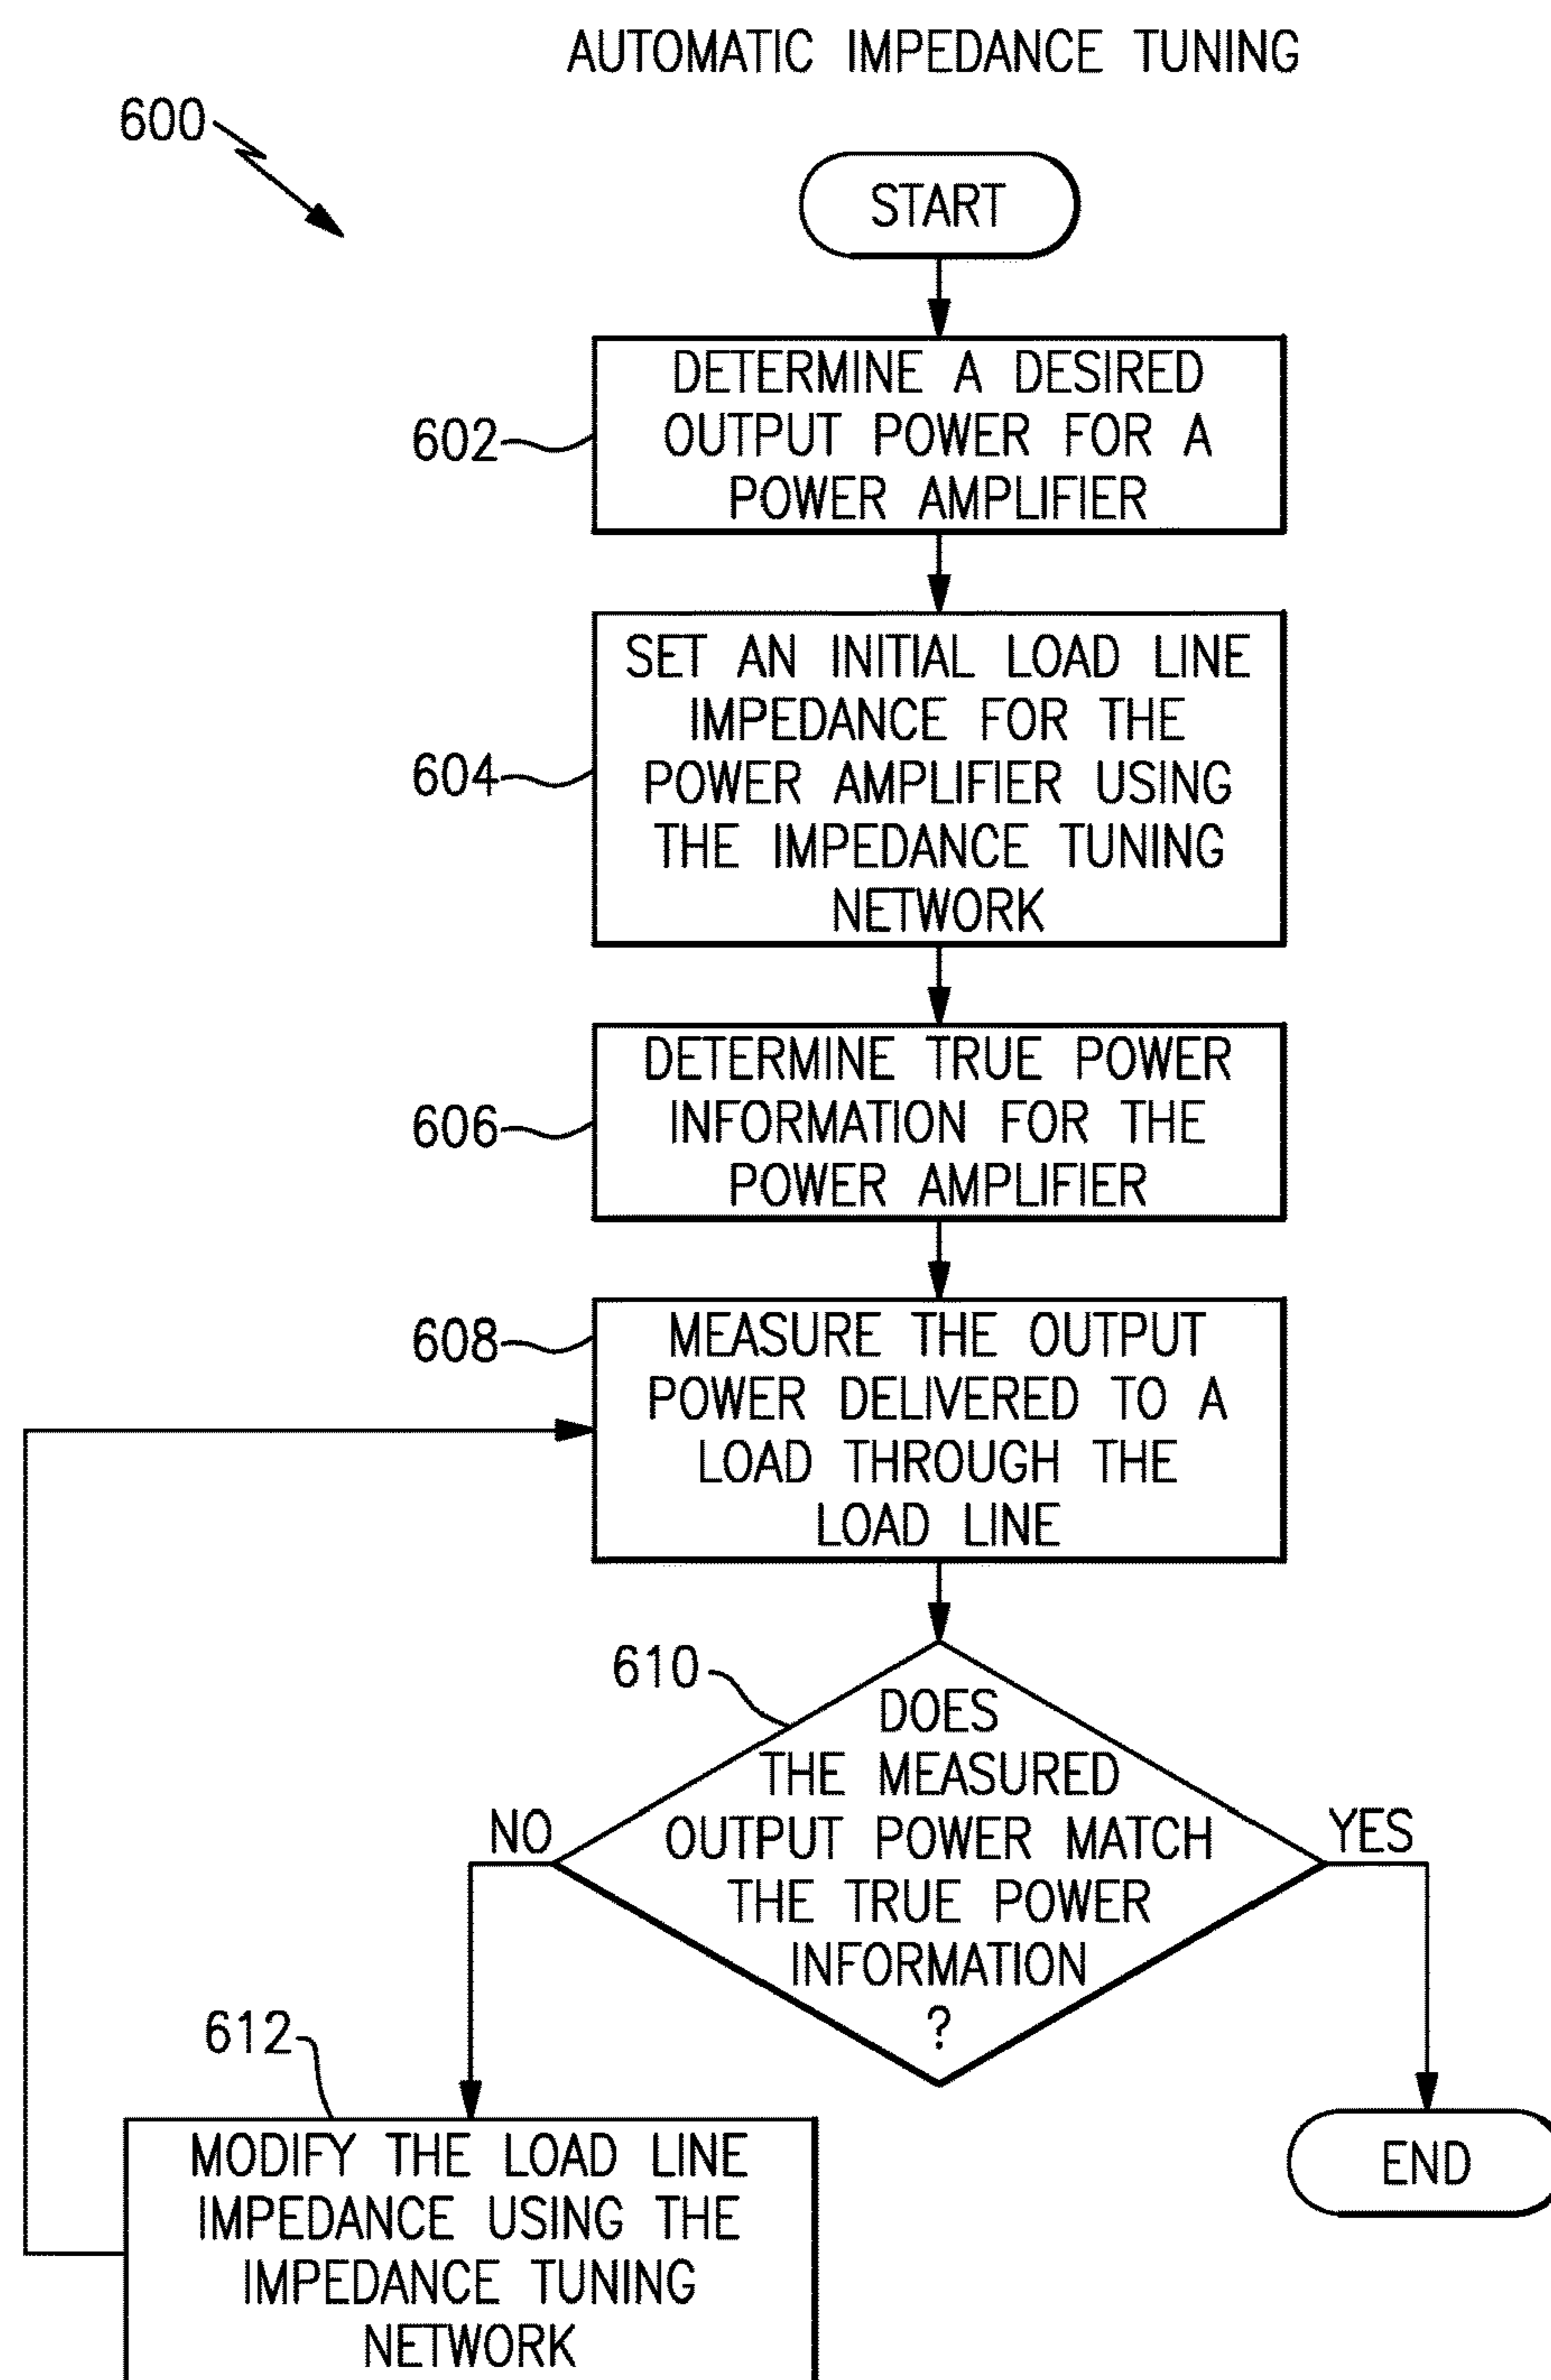 AUTOMATIC IMPEDANCE TUNING
600
START
602
DETERMINE A DESIRED
OUTPUT POWER FOR A
POWER AMPLIFIER
604
SET AN INITIAL LOAD LINE
IMPEDANCE FOR THE
POWER AMPLIFIER USING
THE IMPEDANCE TUNING
NETWORK
606
DETERMINE TRUE POWER
INFORMATION FOR THE
POWER AMPLIFIER
608
MEASURE THE OUTPUT
POWER DELIVERED TO A
LOAD THROUGH THE
LOAD LINE
610
DOES
THE MEASURED
OUTPUT POWER MATCH
THE TRUE POWER
INFORMATION
?
NO
YES
612
MODIFY THE LOAD LINE
IMPEDANCE USING THE
IMPEDANCE TUNING
NETWORK
END